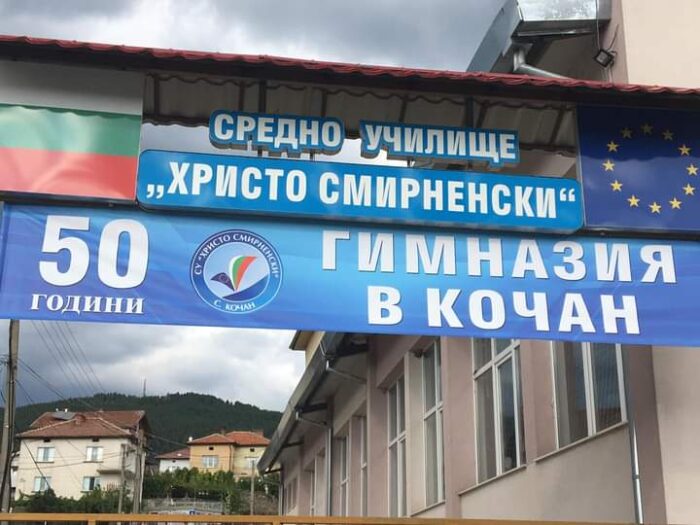 СРЕДНО УЧИЛИЩЕ
„ХРИСТО СМИРНЕНСКИ“
50
ГОДИНИ
СУ "ХРИСТО СМИРНЕНСКИ"
С. КОЧАН
ГИМНАЗИЯ
В КОЧАН